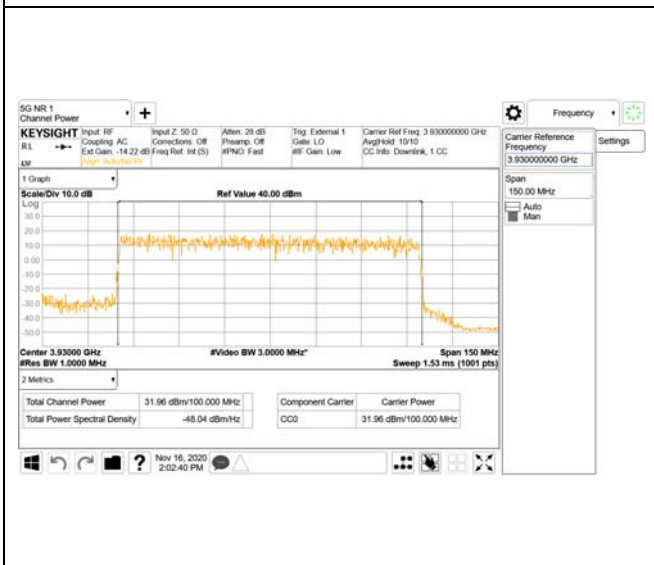 5G NR 1
Channel Power
Frequency
KEYSIGHT
RL
Input: RF
Coupling: AC
Ext Gain: -14.22 dB
Align: Auto/No RF
Input Z: 50 Ω
Corrections: Off
Freq Ref: Int (S)
Atten: 28 dB
Preamp: Off
#PNO: Fast
Trig: External 1
Gate: LO
#IF Gain: Low
Carrier Ref Freq: 3.930000000 GHz
Avg|Hold: 10/10
CC Info: Downlink, 1 CC
Carrier Reference
Frequency
3.930000000 GHz
Settings
Span
150.00 MHz
Auto
Man
1 Graph
Scale/Div 10.0 dB
Ref Value 40.00 dBm
Log
30.0
20.0
10.0
0.00
-10.0
-20.0
-30.0
-40.0
-50.0
Center 3.93000 GHz
#Video BW 3.0000 MHz*
Span 150 MHz
#Res BW 1.0000 MHz
Sweep 1.53 ms (1001 pts)
2 Metrics
Total Channel Power 31.96 dBm/100.000 MHz
Total Power Spectral Density -48.04 dBm/Hz
Component Carrier Carrier Power
CC0 31.96 dBm/100.000 MHz
?
Nov 16, 2020
2:02:40 PM